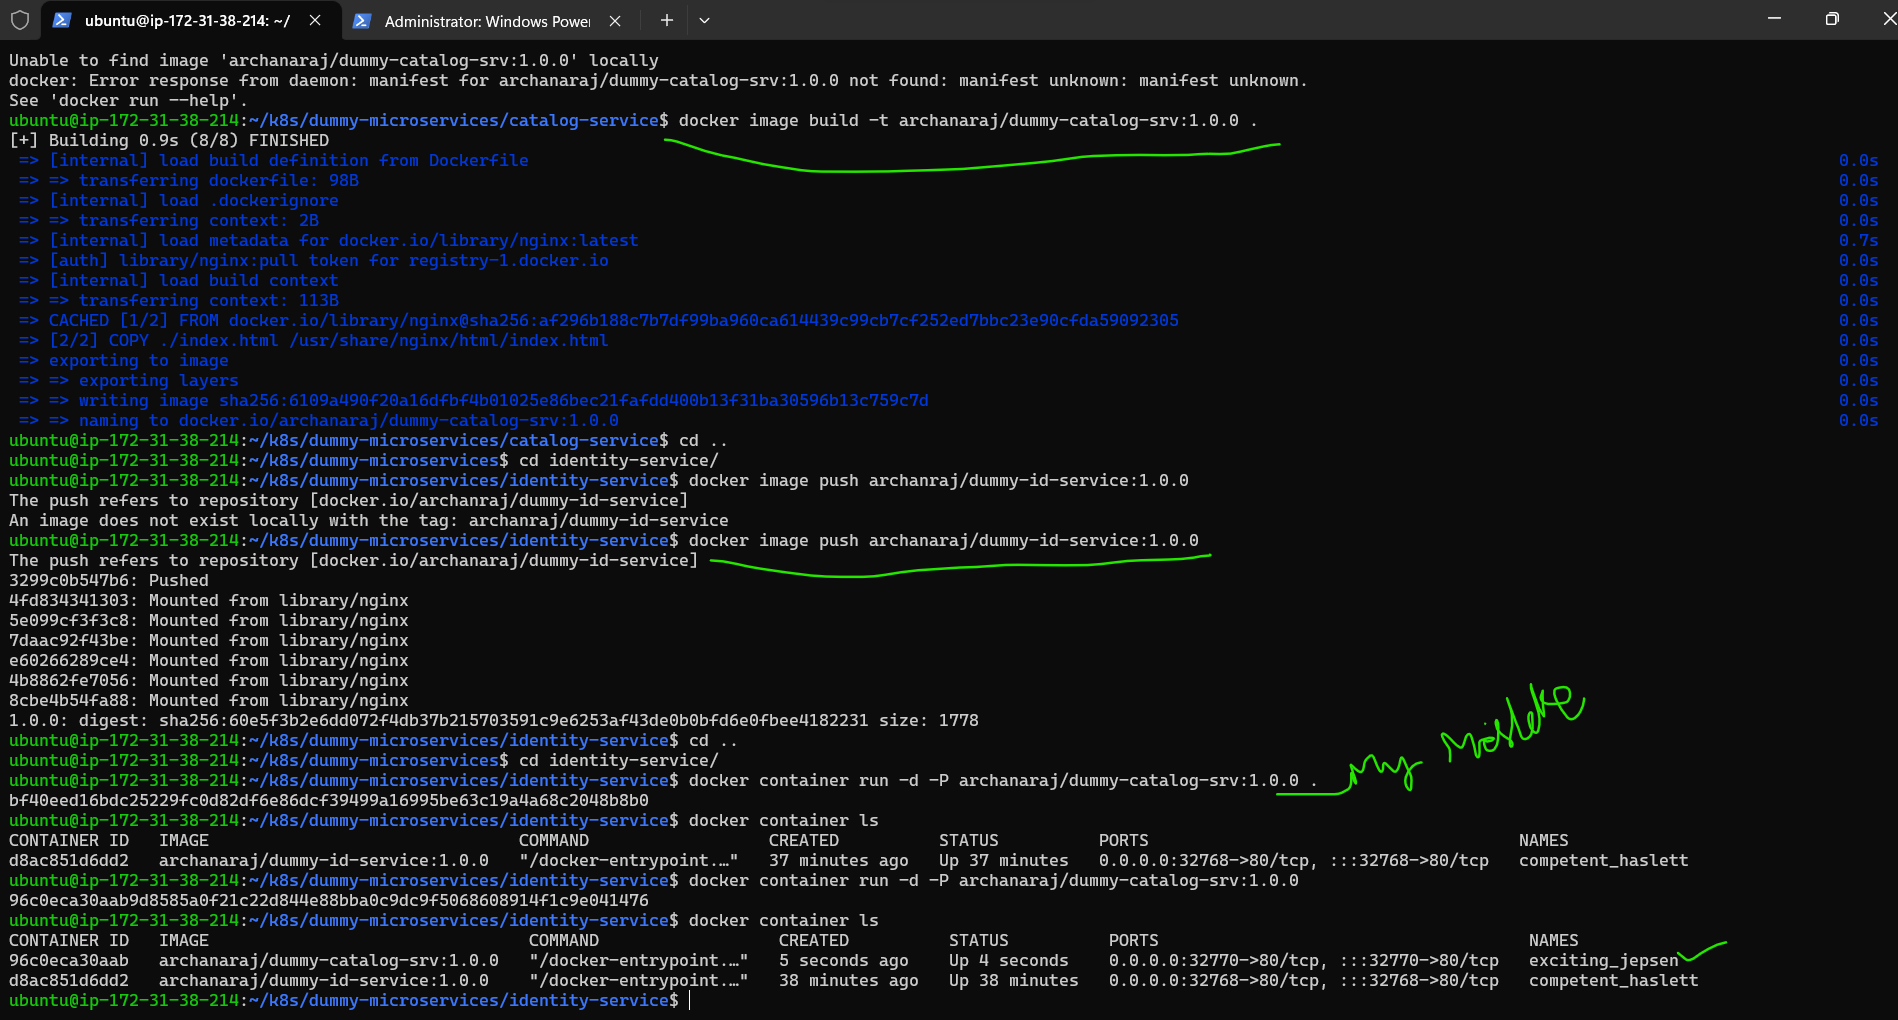 ubuntu@ip-172-31-38-214: ~/
Administrator: Windows Power
Unable to find image 'archanaraj/dummy-catalog-srv:1.0.0' locally
docker: Error response from daemon: manifest for archanaraj/dummy-catalog-srv:1.0.0 not found: manifest unknown: manifest unknown.
See 'docker run --help'.
ubuntu@ip-172-31-38-214:~/k8s/dummy-microservices/catalog-service$ docker image build -t archanaraj/dummy-catalog-srv:1.0.0 .
[+] Building 0.9s (8/8) FINISHED
=> [internal] load build definition from Dockerfile 0.0s
=> => transferring dockerfile: 98B 0.0s
=> [internal] load .dockerignore 0.0s
=> => transferring context: 2B 0.0s
=> [internal] load metadata for docker.io/library/nginx:latest 0.7s
=> [auth] library/nginx:pull token for registry-1.docker.io 0.0s
=> [internal] load build context 0.0s
=> => transferring context: 113B 0.0s
=> CACHED [1/2] FROM docker.io/library/nginx@sha256:af296b188c7b7df99ba960ca614439c99cb7cf252ed7bbc23e90cfda59092305 0.0s
=> [2/2] COPY ./index.html /usr/share/nginx/html/index.html 0.0s
=> exporting to image 0.0s
=> => exporting layers 0.0s
=> => writing image sha256:6109a490f20a16dfbf4b01025e86bec21fafdd400b13f31ba30596b13c759c7d 0.0s
=> => naming to docker.io/archanaraj/dummy-catalog-srv:1.0.0 0.0s
ubuntu@ip-172-31-38-214:~/k8s/dummy-microservices/catalog-service$ cd ..
ubuntu@ip-172-31-38-214:~/k8s/dummy-microservices$ cd identity-service/
ubuntu@ip-172-31-38-214:~/k8s/dummy-microservices/identity-service$ docker image push archanraj/dummy-id-service:1.0.0
The push refers to repository [docker.io/archanraj/dummy-id-service]
An image does not exist locally with the tag: archanraj/dummy-id-service
ubuntu@ip-172-31-38-214:~/k8s/dummy-microservices/identity-service$ docker image push archanaraj/dummy-id-service:1.0.0
The push refers to repository [docker.io/archanaraj/dummy-id-service]
3299c0b547b6: Pushed
4fd834341303: Mounted from library/nginx
5e099cf3f3c8: Mounted from library/nginx
7daac92f43be: Mounted from library/nginx
e60266289ce4: Mounted from library/nginx
4b8862fe7056: Mounted from library/nginx
8cbe4b54fa88: Mounted from library/nginx
1.0.0: digest: sha256:60e5f3b2e6dd072f4db37b215703591c9e6253af43de0b0bfd6e0fbee4182231 size: 1778
ubuntu@ip-172-31-38-214:~/k8s/dummy-microservices/identity-service$ cd ..
ubuntu@ip-172-31-38-214:~/k8s/dummy-microservices$ cd identity-service/
ubuntu@ip-172-31-38-214:~/k8s/dummy-microservices/identity-service$ docker container run -d -P archanaraj/dummy-catalog-srv:1.0.0 . My Mistake
bf40eed16bdc25229fc0d82df6e86dcf39499a16995be63c19a4a68c2048b8b0
ubuntu@ip-172-31-38-214:~/k8s/dummy-microservices/identity-service$ docker container ls
CONTAINER ID IMAGE COMMAND CREATED STATUS PORTS NAMES
d8ac851d6dd2 archanaraj/dummy-id-service:1.0.0 "/docker-entrypoint.…" 37 minutes ago Up 37 minutes 0.0.0.0:32768->80/tcp, :::32768->80/tcp competent_haslett
ubuntu@ip-172-31-38-214:~/k8s/dummy-microservices/identity-service$ docker container run -d -P archanaraj/dummy-catalog-srv:1.0.0
96c0eca30aab9d8585a0f21c22d844e88bba0c9dc9f5068608914f1c9e041476
ubuntu@ip-172-31-38-214:~/k8s/dummy-microservices/identity-service$ docker container ls
CONTAINER ID IMAGE COMMAND CREATED STATUS PORTS NAMES
96c0eca30aab archanaraj/dummy-catalog-srv:1.0.0 "/docker-entrypoint.…" 5 seconds ago Up 4 seconds 0.0.0.0:32770->80/tcp, :::32770->80/tcp exciting_jepsen
d8ac851d6dd2 archanaraj/dummy-id-service:1.0.0 "/docker-entrypoint.…" 38 minutes ago Up 38 minutes 0.0.0.0:32768->80/tcp, :::32768->80/tcp competent_haslett
ubuntu@ip-172-31-38-214:~/k8s/dummy-microservices/identity-service$